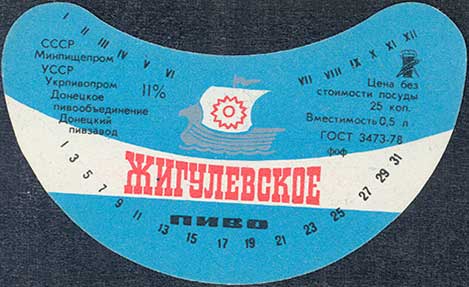 I II III IV V VI
VII VIII IX X XI XII
СССР
Минпищепром
УССР
Укрпивопром
Донецкое
пивообъединение
Донецкий
пивзавод
11%
Цена без
стоимости посуды
25 коп.
Вместимость 0,5 л
ГОСТ 3473-78
фоф
ЖИГУЛЕВСКОЕ
ПИВО
1 3 5 7 9 11 13 15 17 19 21 23 25 27 29 31